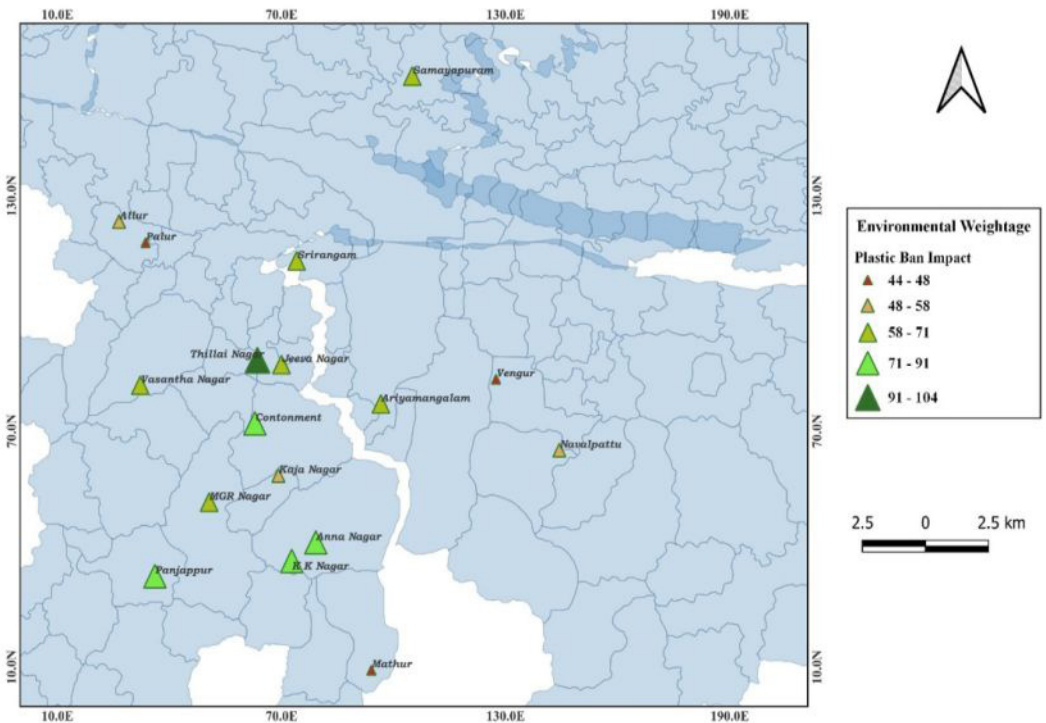 10.0E 70.0E 130.0E 190.0E
Samayapuram
130.0N 130.0N
Allur
Palur
Srirangam
Thillai Nagar Jeeva Nagar
Vengur
Vasantha Nagar
Ariyamangalam
Contonment
70.0N 70.0N
Navalpattu
Kaja Nagar
MGR Nagar
Anna Nagar
K K Nagar
Panjappur
Mathur
10.0N 10.0N
10.0E 70.0E 130.0E 190.0E
Environmental Weightage
Plastic Ban Impact
44 - 48
48 - 58
58 - 71
71 - 91
91 - 104
2.5 0 2.5 km